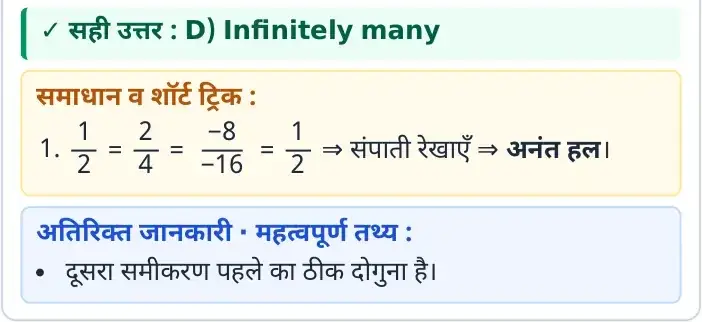 ✓ सही उत्तर : D) Infinitely many
समाधान व शॉर्ट ट्रिक :
1. 1/2 = 2/4 = −8/−16 = 1/2 ⇒ संपाती रेखाएँ ⇒ अनंत हल।
अतिरिक्त जानकारी · महत्वपूर्ण तथ्य :
• दूसरा समीकरण पहले का ठीक दोगुना है।